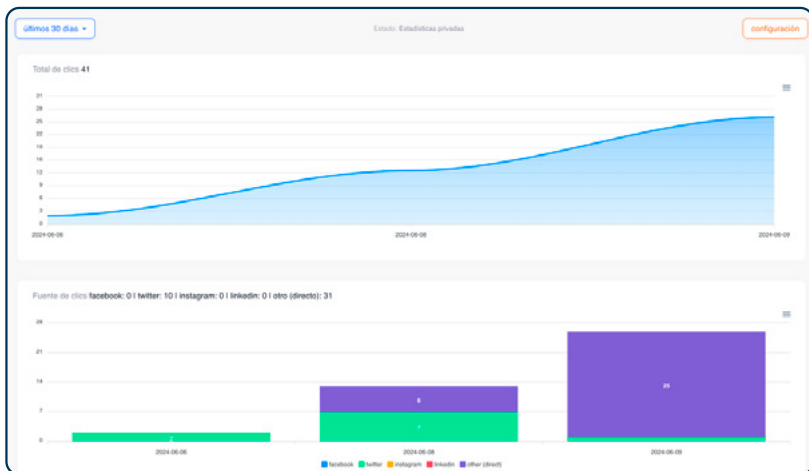 últimos 30 días
Estado: Estadísticas privadas
configuración
Total de clics 41
31
28
25
22
19
16
12
9
6
3
0
2024-06-06
2024-06-08
2024-06-09
Fuente de clics facebook: 0 | twitter: 10 | instagram: 0 | linkedin: 0 | otro (directo): 31
28
21
14
7
0
2
6
7
25
2024-06-06
2024-06-08
2024-06-09
facebook
twitter
instagram
linkedin
other (direct)